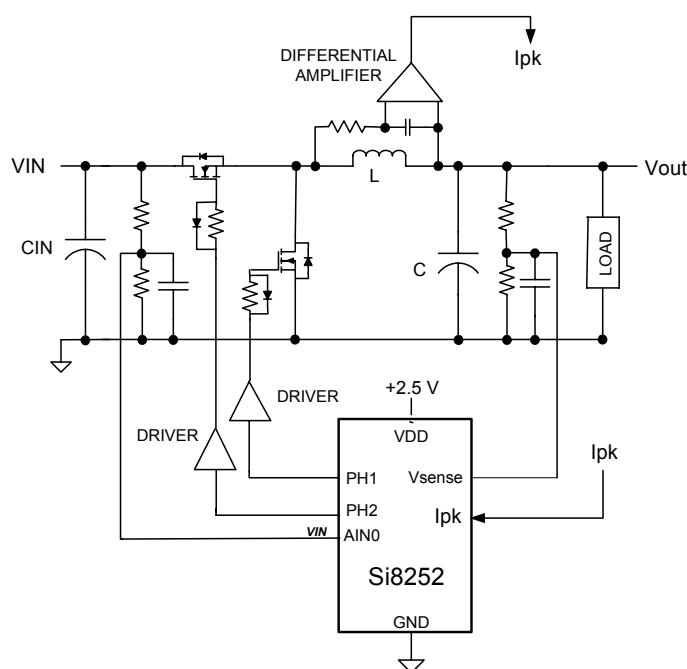 DIFFERENTIAL
AMPLIFIER
Ipk
VIN
L
Vout
CIN
C
LOAD
DRIVER
+2.5 V
DRIVER
VDD
Ipk
PH1
Vsense
PH2
Ipk
VIN
AIN0
Si8252
GND